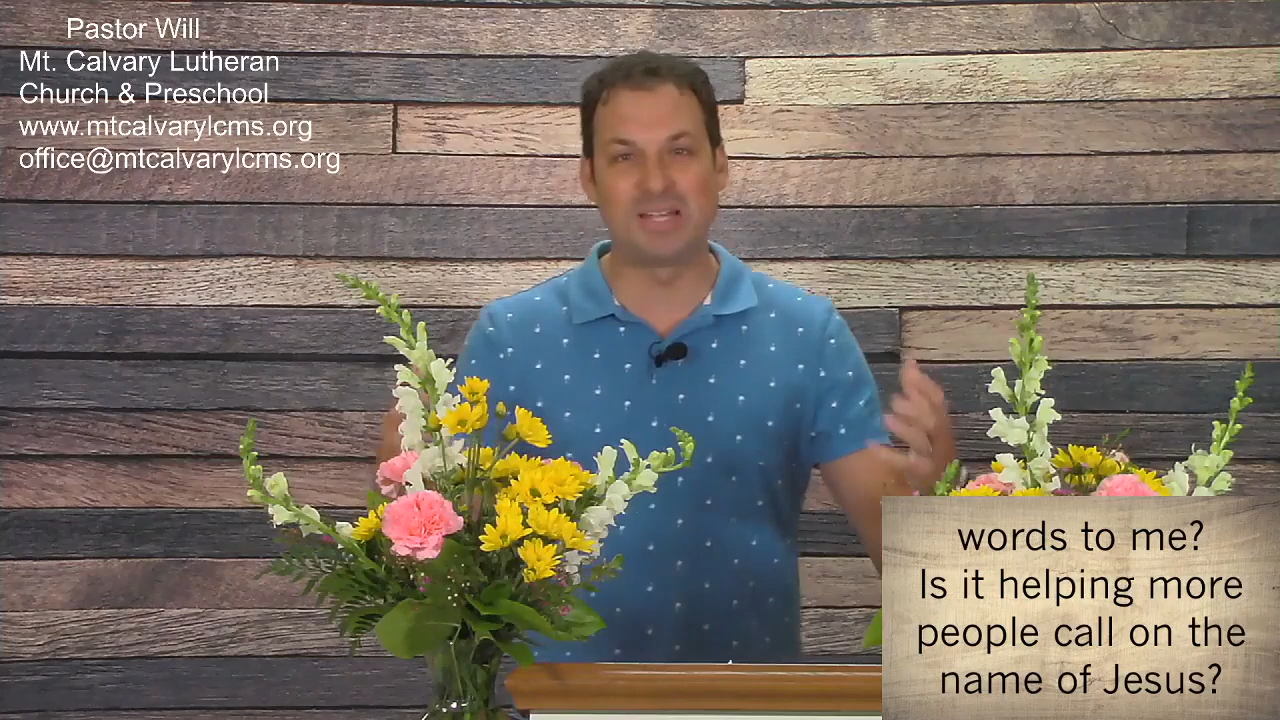 Pastor Will
Mt. Calvary Lutheran
Church & Preschool
www.mtcalvarylcms.org
office@mtcalvarylcms.org
words to me?
Is it helping more
people call on the
name of Jesus?